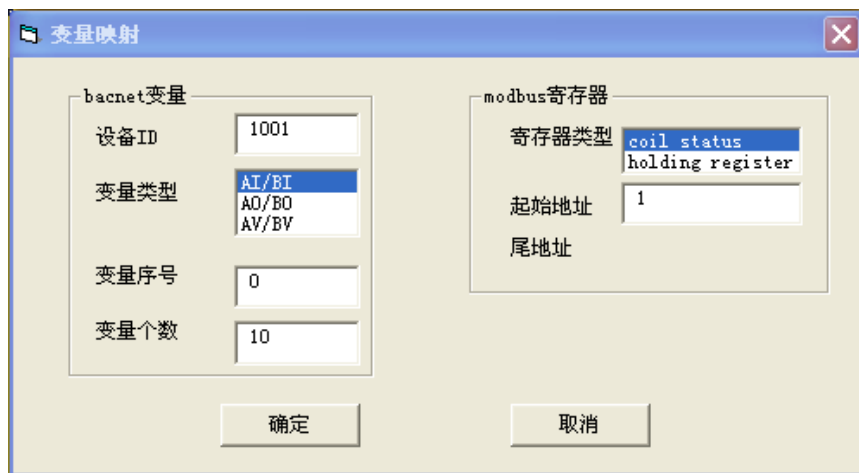 变量映射
bacnet变量
设备ID 1001
变量类型 AI/BI
AO/BO
AV/BV
变量序号 0
变量个数 10
modbus寄存器
寄存器类型 coil status
holding register
起始地址 1
尾地址
确定 取消